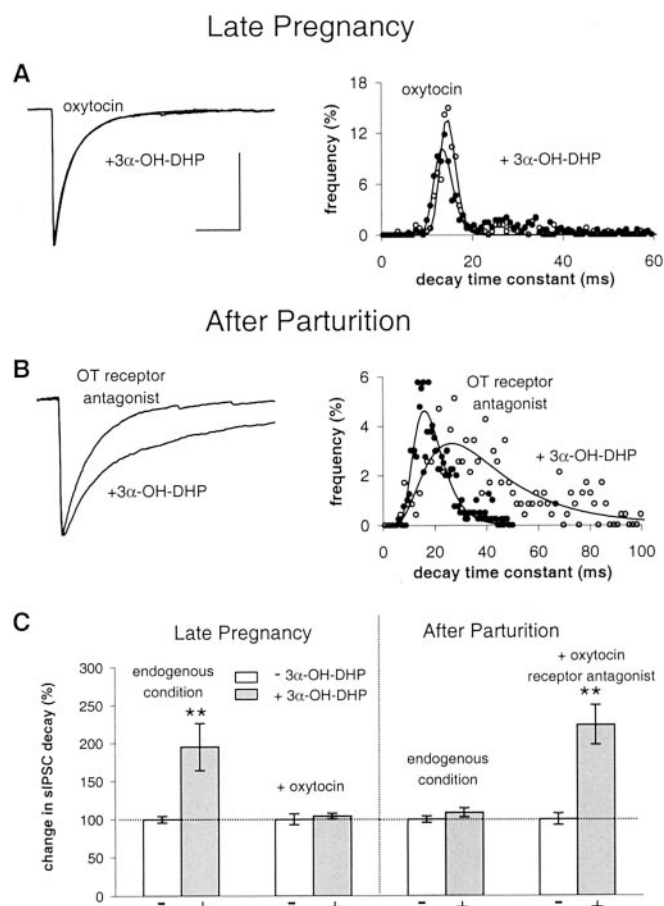 Late Pregnancy
A
oxytocin
+3α-OH-DHP
frequency (%)
18
12
6
0
oxytocin
+ 3α-OH-DHP
0 20 40 60
decay time constant (ms)
After Parturition
B
OT receptor
antagonist
+3α-OH-DHP
frequency (%)
6
4
2
0
OT receptor
antagonist
+ 3α-OH-DHP
0 20 40 60 80 100
decay time constant (ms)
C
change in sIPSC decay (%)
300
250
200
150
100
50
0
Late Pregnancy
After Parturition
endogenous
condition
**
- 3α-OH-DHP
+ 3α-OH-DHP
+ oxytocin
endogenous
condition
+ oxytocin
receptor antagonist
**
- + - + - + - +